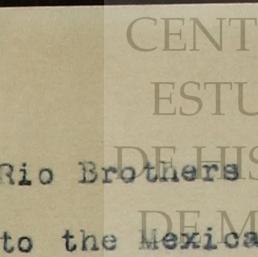 CENT
ESTU
DE HIS
Rio Brothers
DE M
to the Mexica